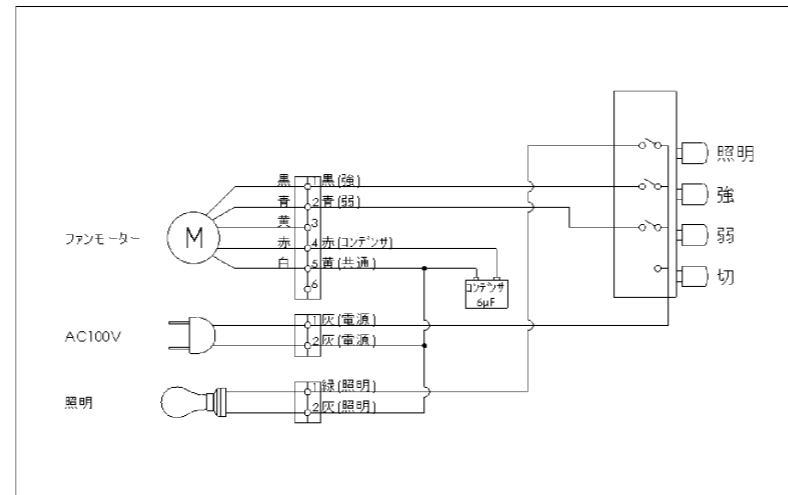 照明
黒 1 黒(強)
強
青 2 青(弱)
黄 3
弱
ファンモーター M 赤 4 赤(コンデンサ)
白 5 黄(共通)
切
6
コンデンサ
6μF
1 灰(電源)
AC100V
2 灰(電源)
1 緑(照明)
照明
2 灰(照明)